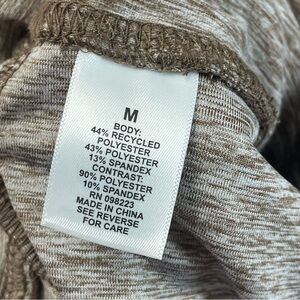 M
BODY:
44% RECYCLED
POLYESTER
43% POLYESTER
13% SPANDEX
CONTRAST:
90% POLYESTER
10% SPANDEX
RN 098223
MADE IN CHINA
SEE REVERSE
FOR CARE